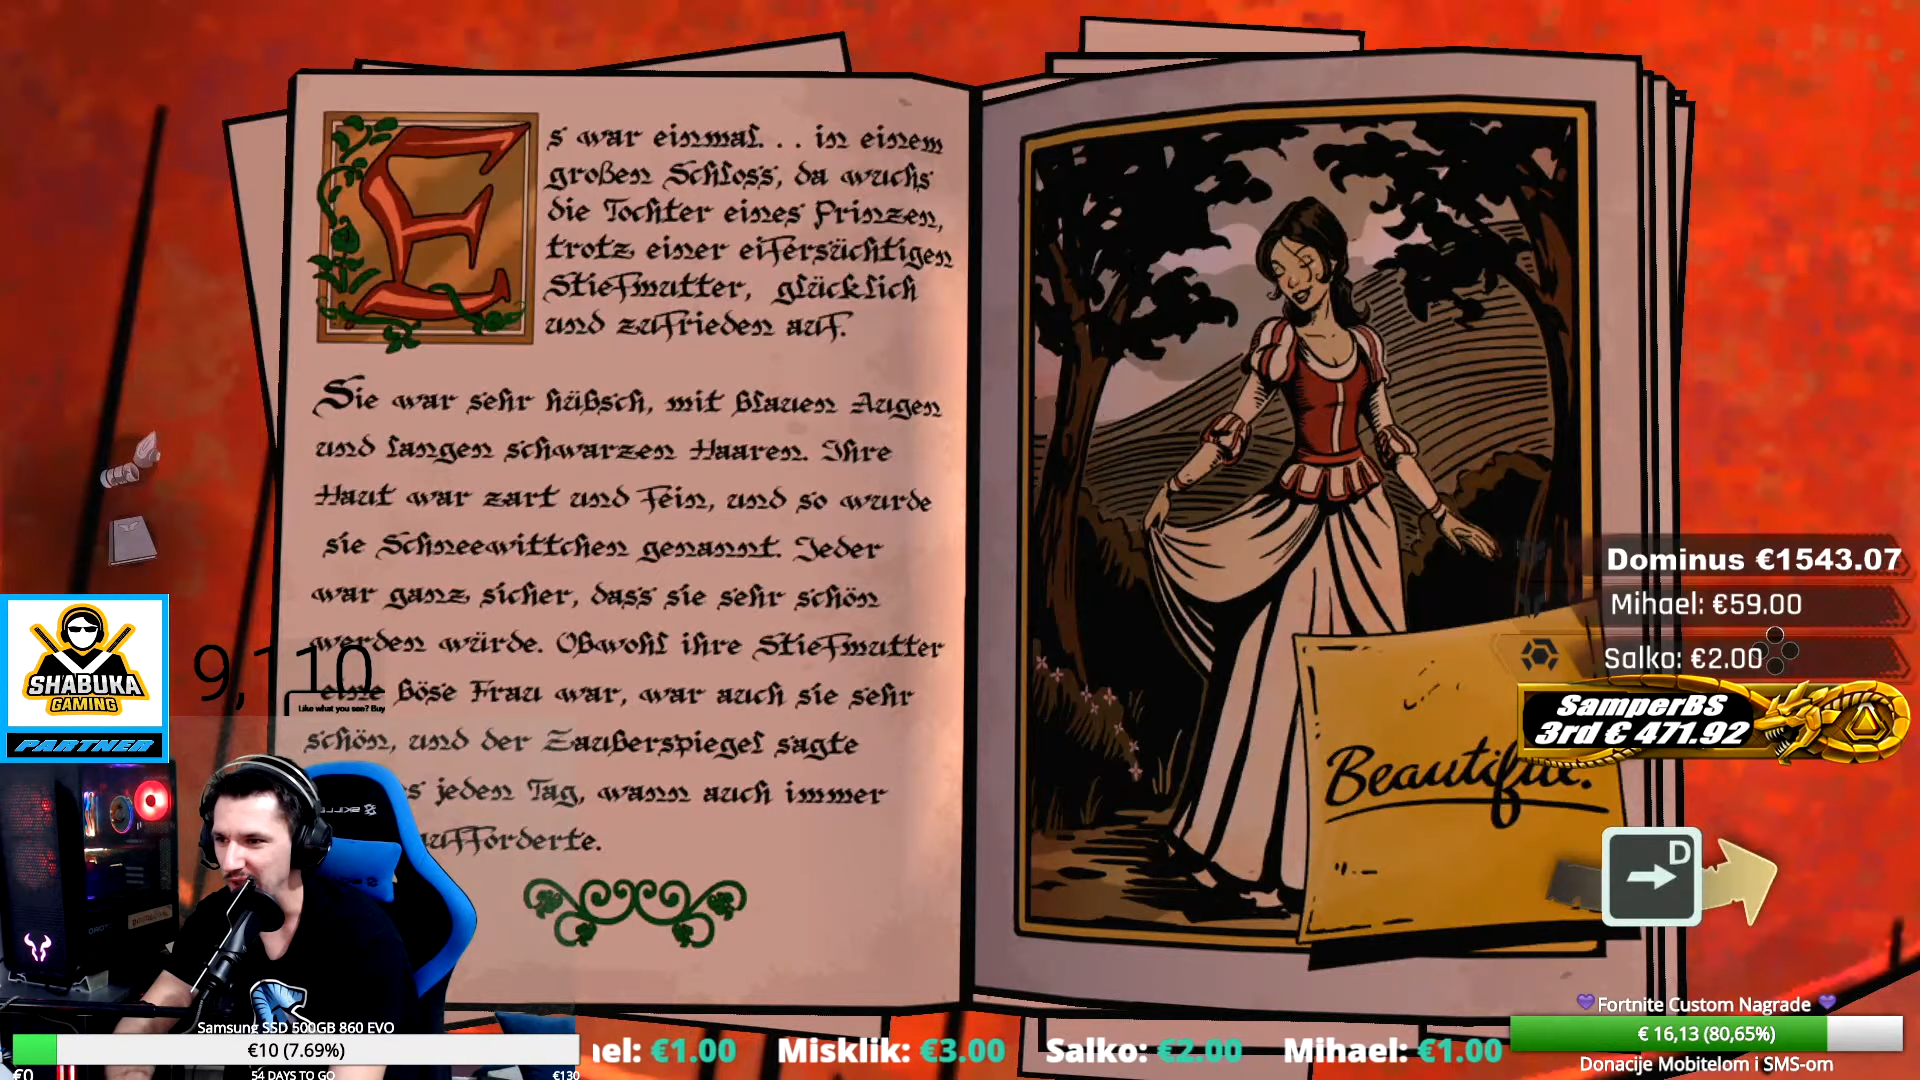 Es war einmal. . . in einem
großen Schloss, da wuchs
die Tochter eines Prinzen,
trotz einer eifersüchtigen
Stiefmutter, glücklich
und zufrieden auf.
Sie war sehr hübsch, mit blauen Augen
und langen schwarzen Haaren. Ihre
Haut war zart und fein, und so wurde
sie Schneewittchen genannt. Jeder
war ganz sicher, dass sie sehr schön
werden würde. Obwohl ihre Stiefmutter
eine böse Frau war, war auch sie sehr
schön, und der Zauberspiegel sagte
jeden Tag, wann auch immer
aufforderte.
Beautiful.
D
Dominus €1543.07
Mihael: €59.00
Salko: €2.00
SamperBS
3rd € 471.92
SHABUKA
GAMING
PARTNER
9,110
Like what you see? Buy
Samsung SSD 500GB 860 EVO
€10 (7.69%)
€0
54 DAYS TO GO
€130
el: €1.00 Misklik: €3.00 Salko: €2.00 Mihael: €1.00
Fortnite Custom Nagrade
€ 16,13 (80,65%)
Donacije Mobitelom i SMS-om